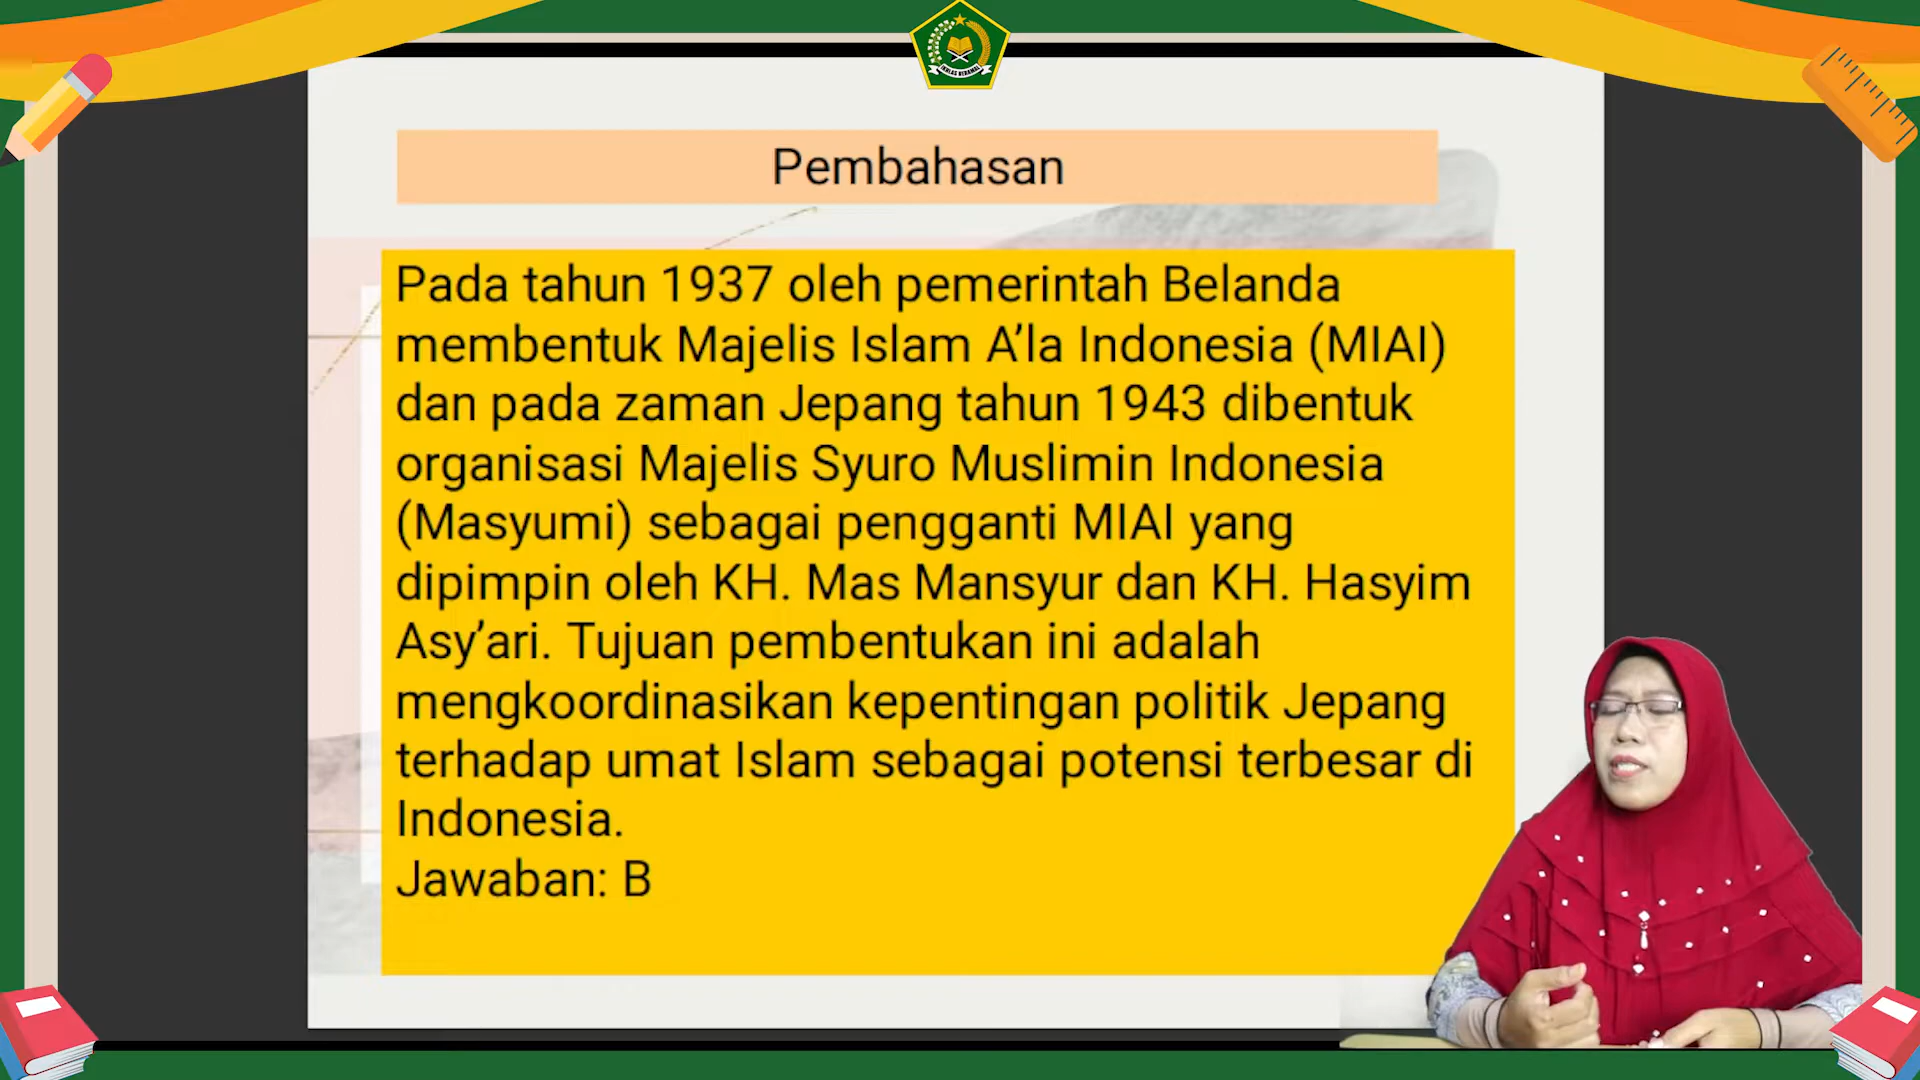 IKHLAS BERAMAL
Pembahasan
Pada tahun 1937 oleh pemerintah Belanda
membentuk Majelis Islam A’la Indonesia (MIAI)
dan pada zaman Jepang tahun 1943 dibentuk
organisasi Majelis Syuro Muslimin Indonesia
(Masyumi) sebagai pengganti MIAI yang
dipimpin oleh KH. Mas Mansyur dan KH. Hasyim
Asy’ari. Tujuan pembentukan ini adalah
mengkoordinasikan kepentingan politik Jepang
terhadap umat Islam sebagai potensi terbesar di
Indonesia.
Jawaban: B